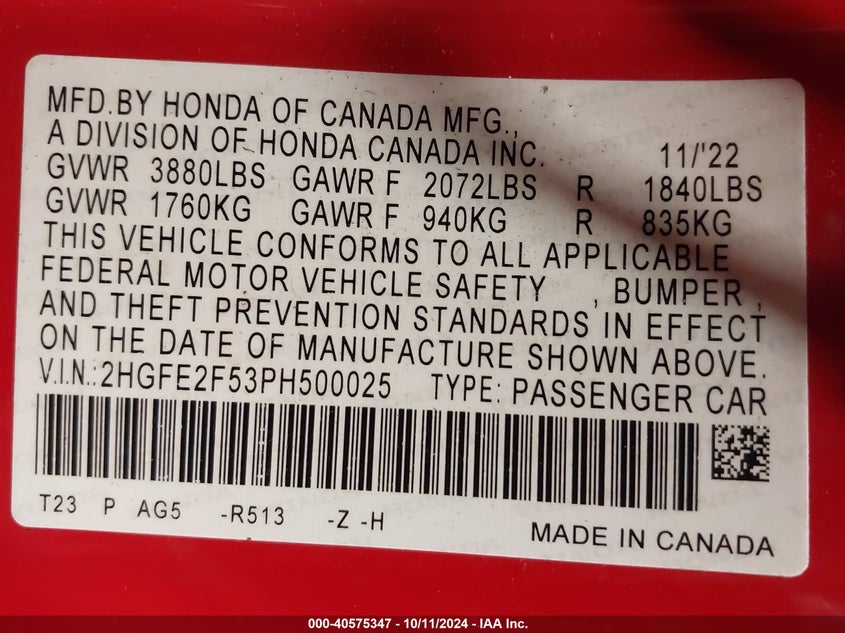 MFD.BY HONDA OF CANADA MFG.,
A DIVISION OF HONDA CANADA INC. 11/'22
GVWR 3880LBS GAWR F 2072LBS R 1840LBS
GVWR 1760KG GAWR F 940KG R 835KG
THIS VEHICLE CONFORMS TO ALL APPLICABLE
FEDERAL MOTOR VEHICLE SAFETY , BUMPER ,
AND THEFT PREVENTION STANDARDS IN EFFECT
ON THE DATE OF MANUFACTURE SHOWN ABOVE.
V.I.N.:2HGFE2F53PH500025 TYPE: PASSENGER CAR
T23 P AG5 -R513 -Z -H
MADE IN CANADA
000-40575347 - 10/11/2024 - IAA Inc.